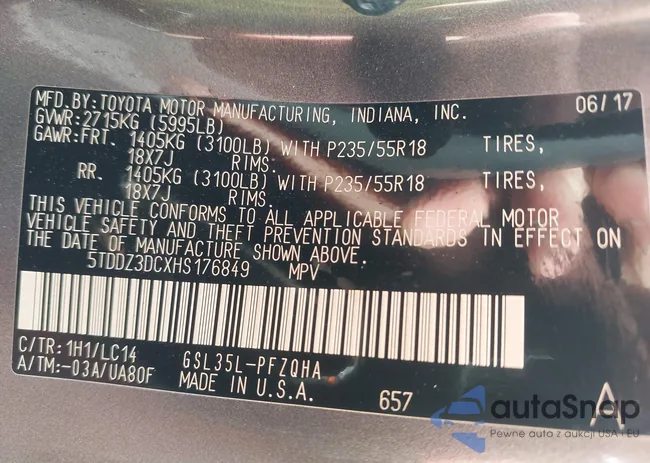 MFD.BY:TOYOTA MOTOR MANUFACTURING, INDIANA, INC. 06/17
GVWR:2715KG (5995LB)
GAWR:FRT. 1405KG (3100LB) WITH P235/55R18 TIRES,
18X7J RIMS.
RR. 1405KG (3100LB) WITH P235/55R18 TIRES,
18X7J RIMS.
THIS VEHICLE CONFORMS TO ALL APPLICABLE FEDERAL MOTOR
VEHICLE SAFETY AND THEFT PREVENTION STANDARDS IN EFFECT ON
THE DATE OF MANUFACTURE SHOWN ABOVE.
5TDDZ3DCXHS176849 MPV
C/TR:1H1/LC14 GSL35L-PFZQHA
A/TM:-03A/UA80F MADE IN U.S.A. 657 A
autaSnap
Pewne auta z aukcji USA i EU